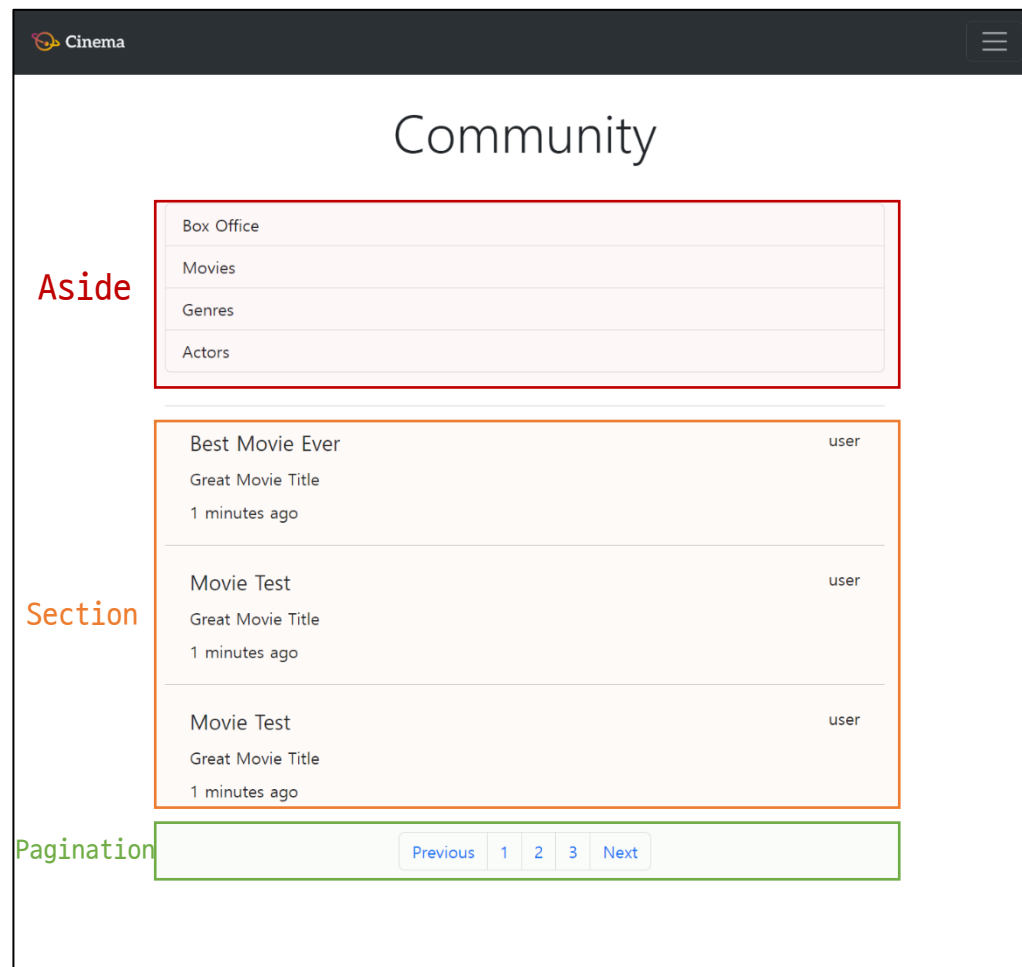 Cinema
Community
Aside
Box Office
Movies
Genres
Actors
Section
Best Movie Ever
user
Great Movie Title
1 minutes ago
Movie Test
user
Great Movie Title
1 minutes ago
Movie Test
user
Great Movie Title
1 minutes ago
Pagination
Previous 1 2 3 Next